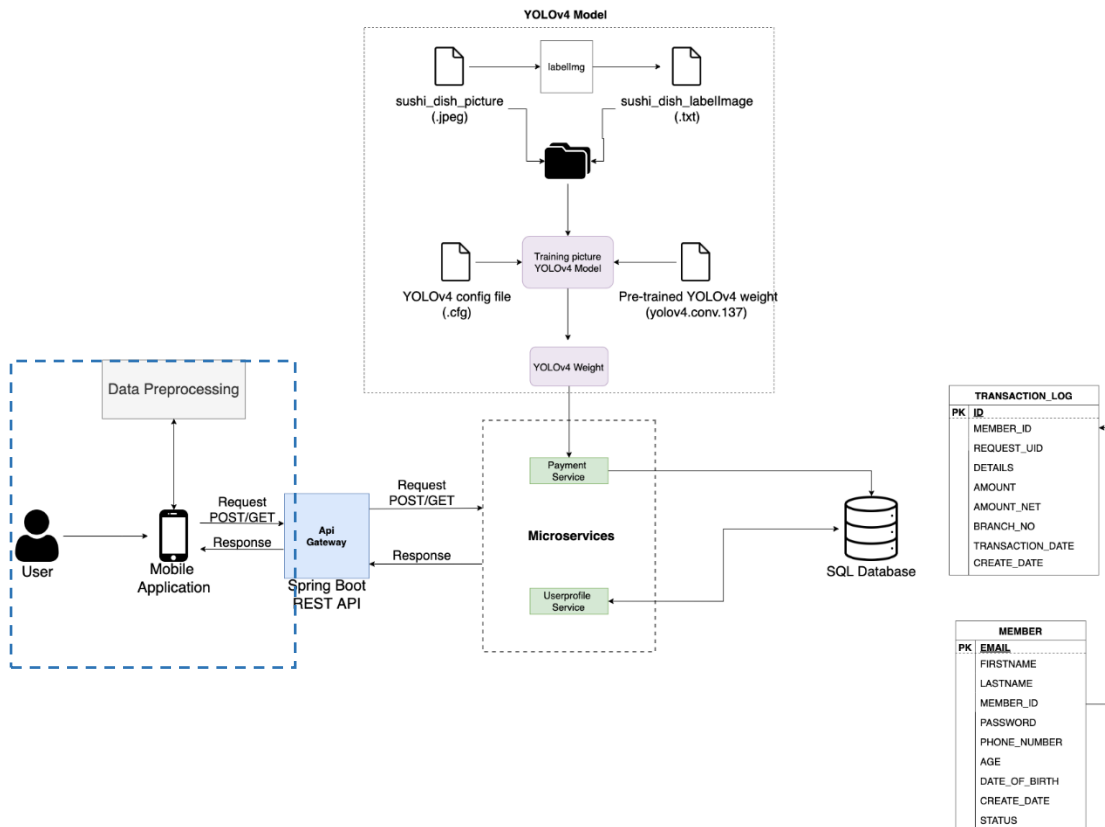 YOLOv4 Model
labelImg
sushi_dish_picture
(.jpeg)
sushi_dish_labelImage
(.txt)
Training picture
YOLOv4 Model
YOLOv4 config file
(.cfg)
Pre-trained YOLOv4 weight
(yolov4.conv.137)
YOLOv4 Weight
Data Preprocessing
User
Mobile
Application
Request
POST/GET
Response
Api
Gateway
Spring Boot
REST API
Request
POST/GET
Response
Payment
Service
Microservices
Userprofile
Service
SQL Database
TRANSACTION_LOG
PK ID
MEMBER_ID
REQUEST_UID
DETAILS
AMOUNT
AMOUNT_NET
BRANCH_NO
TRANSACTION_DATE
CREATE_DATE
MEMBER
PK EMAIL
FIRSTNAME
LASTNAME
MEMBER_ID
PASSWORD
PHONE_NUMBER
AGE
DATE_OF_BIRTH
CREATE_DATE
STATUS